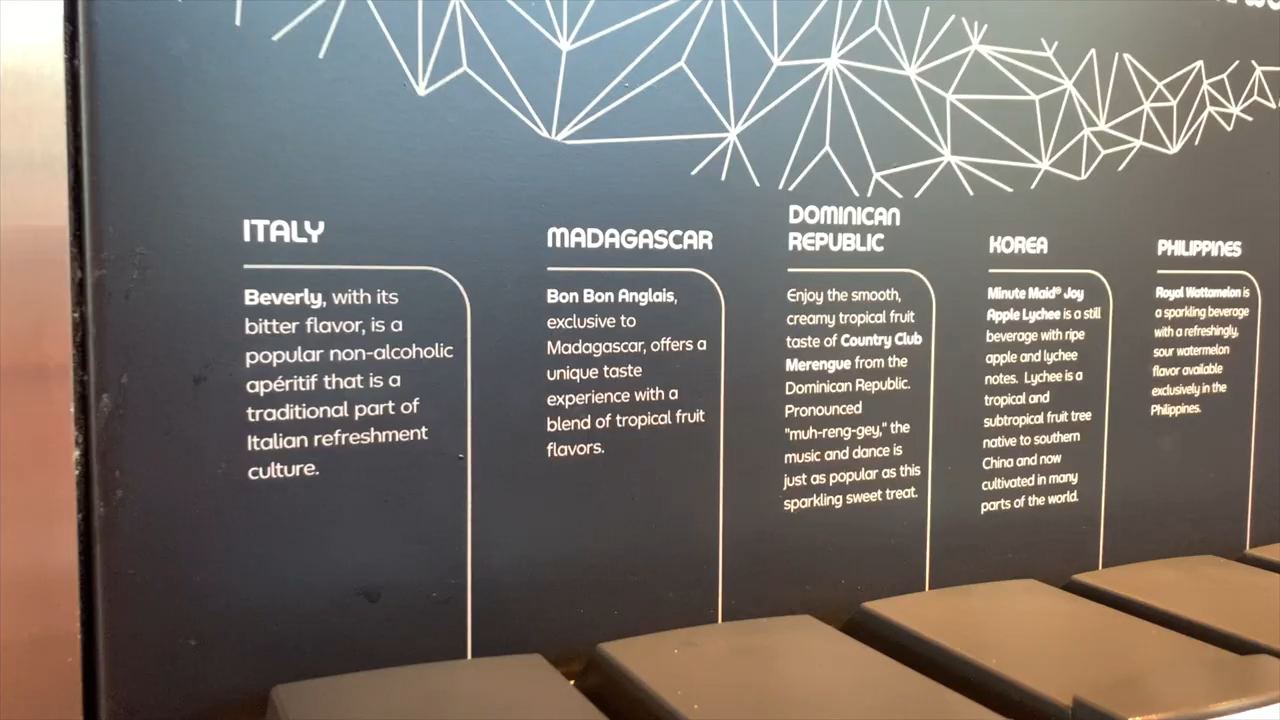 ITALY
Beverly, with its
bitter flavor, is a
popular non-alcoholic
apéritif that is a
traditional part of
Italian refreshment
culture.
MADAGASCAR
Bon Bon Anglais,
exclusive to
Madagascar, offers a
unique taste
experience with a
blend of tropical fruit
flavors.
DOMINICAN
REPUBLIC
Enjoy the smooth,
creamy tropical fruit
taste of Country Club
Merengue from the
Dominican Republic.
Pronounced
"muh-reng-gey," the
music and dance is
just as popular as this
sparkling sweet treat.
KOREA
Minute Maid® Joy
Apple Lychee is a still
beverage with ripe
apple and lychee
notes. Lychee is a
tropical and
subtropical fruit tree
native to southern
China and now
cultivated in many
parts of the world.
PHILIPPINES
Royal Wattamelon is
a sparkling beverage
with a refreshingly,
sour watermelon
flavor available
exclusively in the
Philippines.